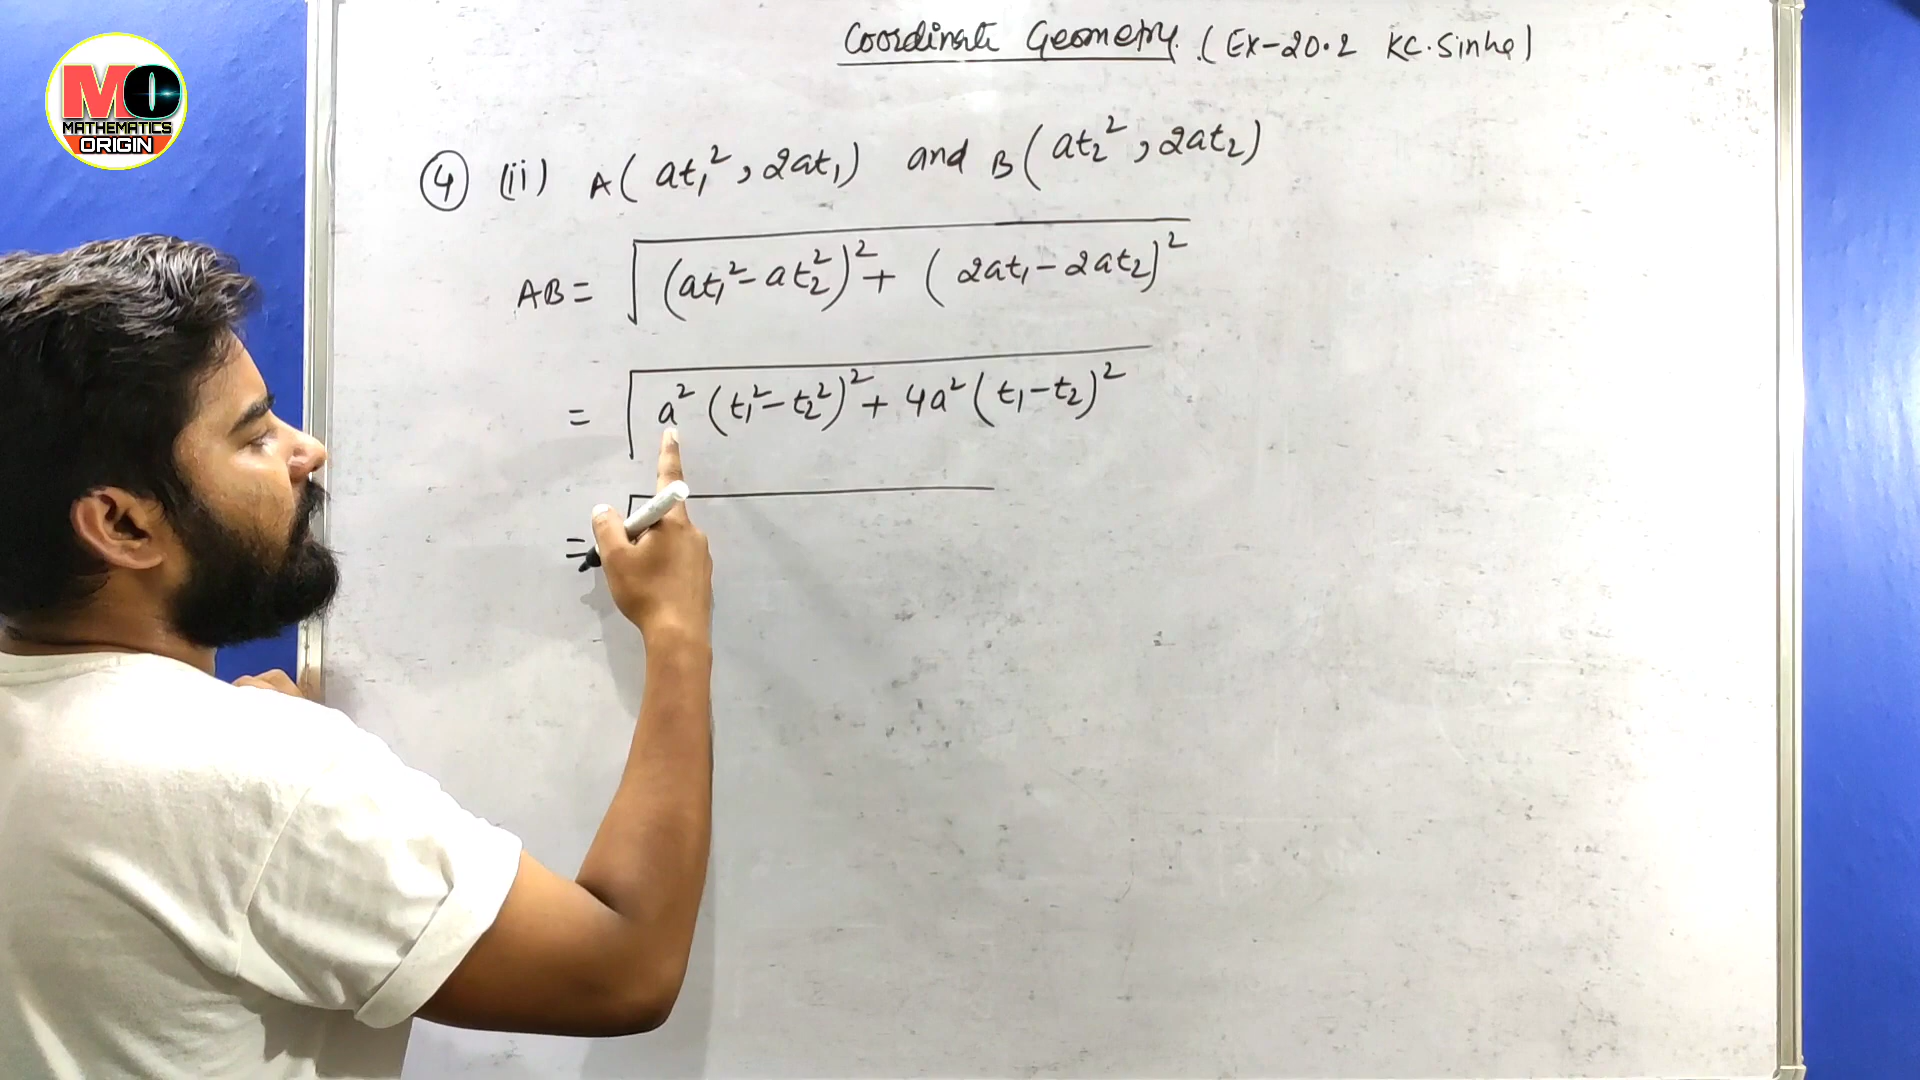 MO
MATHEMATICS
ORIGIN
Coordinate Geometry. (Ex-20.2 KC.Sinha)
④ (ii) A(at₁², 2at₁) and B(at₂², 2at₂)
AB = √((at₁² - at₂²)² + (2at₁ - 2at₂)²)
= √(a²(t₁² - t₂²)² + 4a²(t₁ - t₂)²)
= √